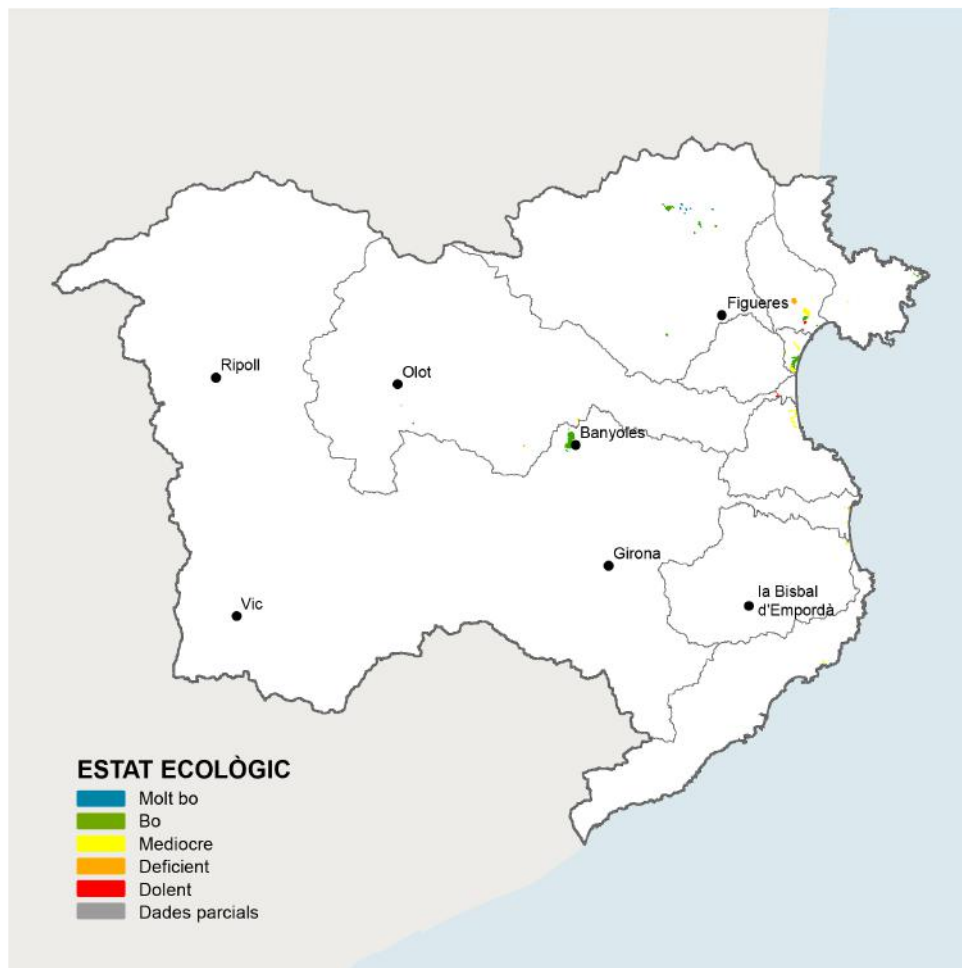 Figueres
Ripoll
Olot
Banyoles
Girona
la Bisbal
d'Empordà
Vic
ESTAT ECOLÒGIC
Molt bo
Bo
Mediocre
Deficient
Dolent
Dades parcials